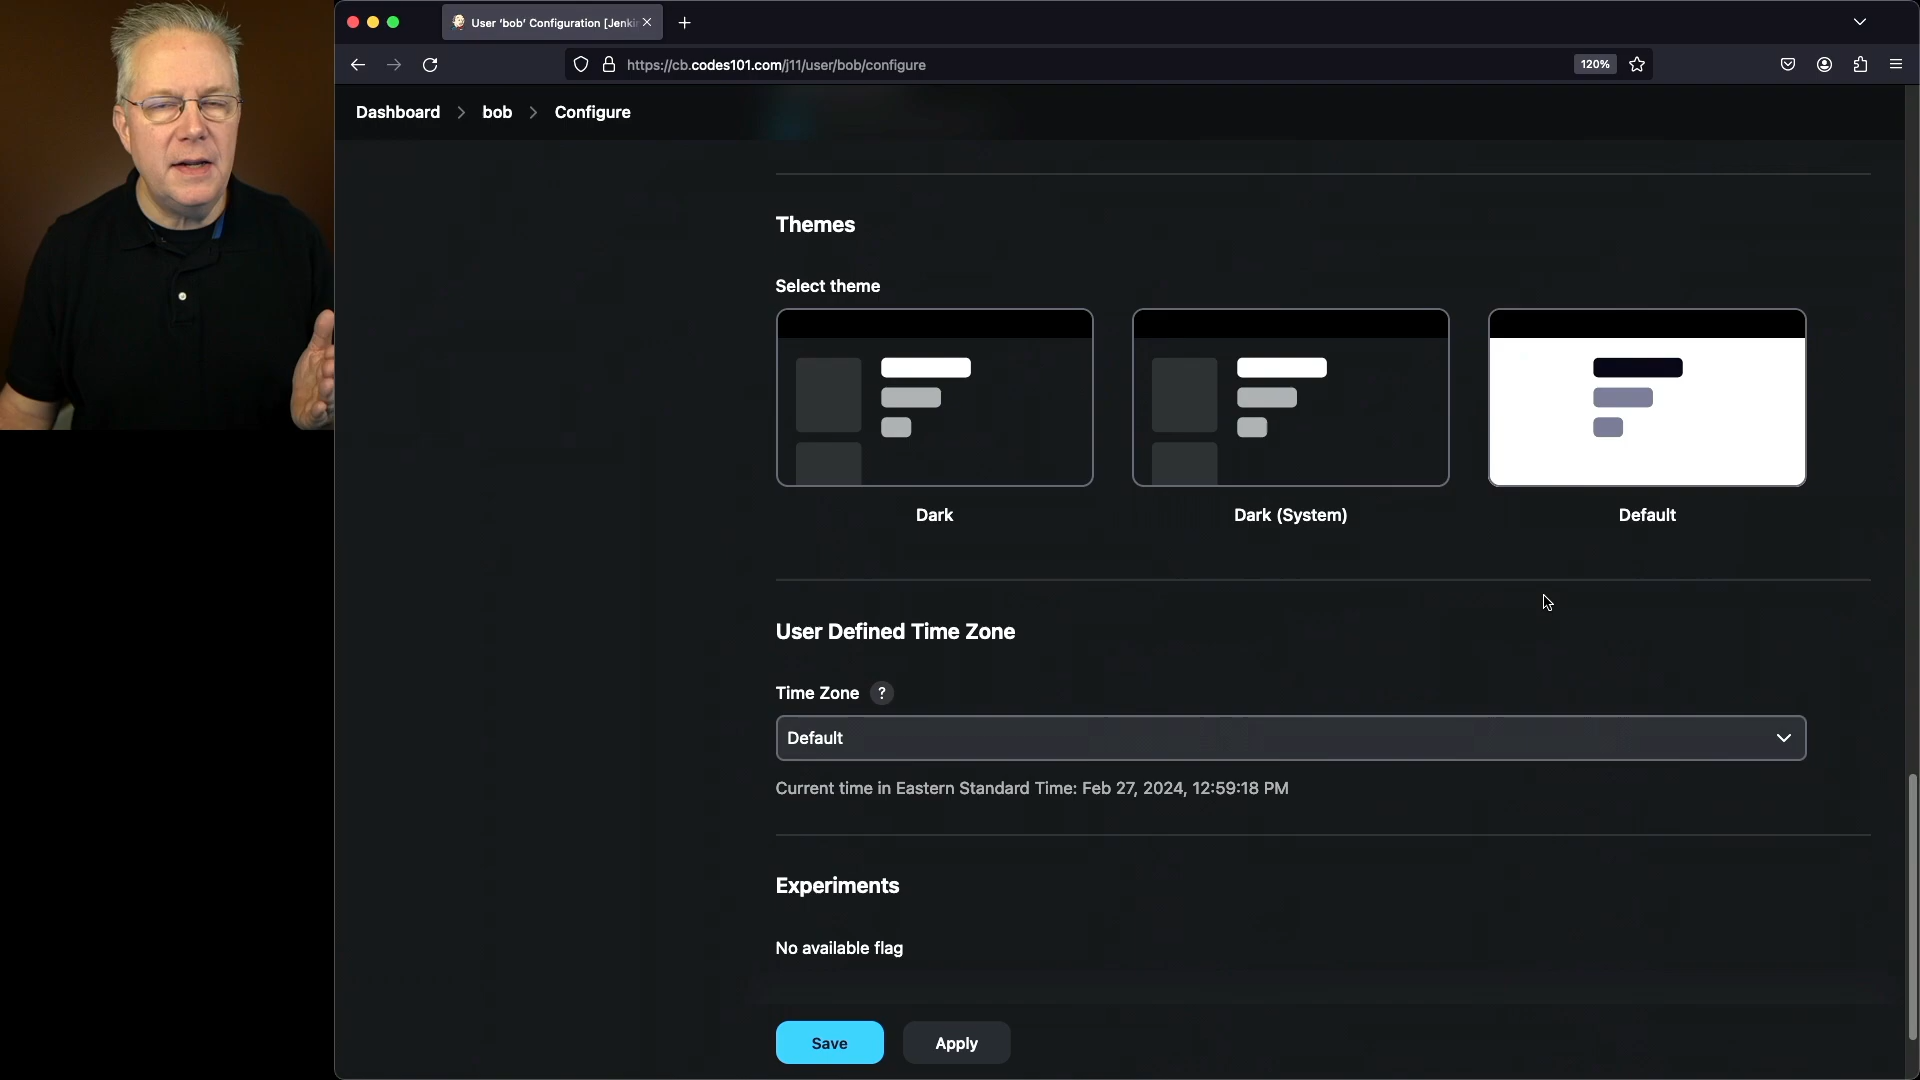 User 'bob' Configuration [Jenki
https://cb.codes101.com/j11/user/bob/configure
120%
Dashboard
bob
Configure
Themes
Select theme
Dark
Dark (System)
Default
User Defined Time Zone
Time Zone ?
Default
Current time in Eastern Standard Time: Feb 27, 2024, 12:59:18 PM
Experiments
No available flag
Save
Apply